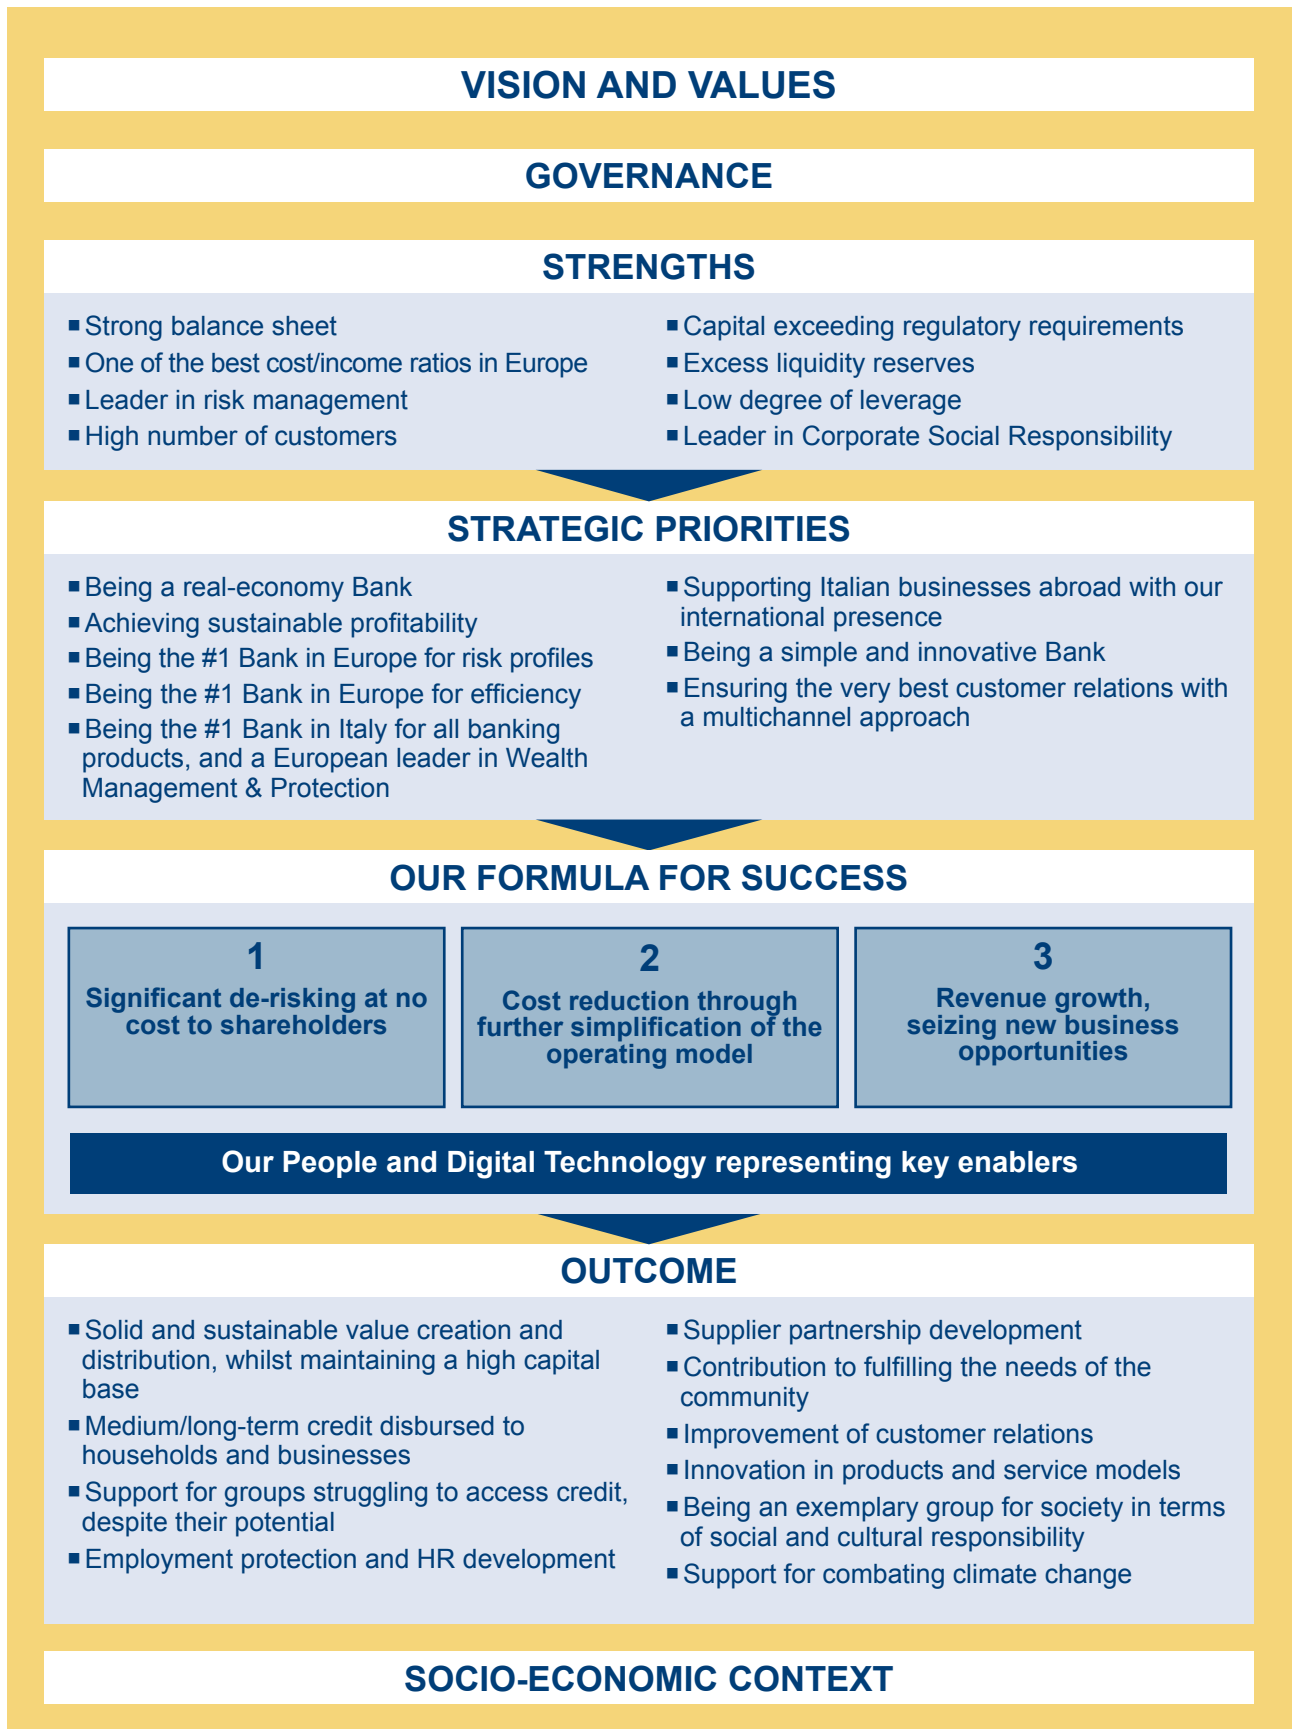 VISION AND VALUES
GOVERNANCE
STRENGTHS
▪ Strong balance sheet
▪ One of the best cost/income ratios in Europe
▪ Leader in risk management
▪ High number of customers
▪ Capital exceeding regulatory requirements
▪ Excess liquidity reserves
▪ Low degree of leverage
▪ Leader in Corporate Social Responsibility
STRATEGIC PRIORITIES
▪ Being a real-economy Bank
▪ Achieving sustainable profitability
▪ Being the #1 Bank in Europe for risk profiles
▪ Being the #1 Bank in Europe for efficiency
▪ Being the #1 Bank in Italy for all banking
products, and a European leader in Wealth
Management & Protection
▪ Supporting Italian businesses abroad with our
international presence
▪ Being a simple and innovative Bank
▪ Ensuring the very best customer relations with
a multichannel approach
OUR FORMULA FOR SUCCESS
1
Significant de-risking at no
cost to shareholders
2
Cost reduction through
further simplification of the
operating model
3
Revenue growth,
seizing new business
opportunities
Our People and Digital Technology representing key enablers
OUTCOME
▪ Solid and sustainable value creation and
distribution, whilst maintaining a high capital
base
▪ Medium/long-term credit disbursed to
households and businesses
▪ Support for groups struggling to access credit,
despite their potential
▪ Employment protection and HR development
▪ Supplier partnership development
▪ Contribution to fulfilling the needs of the
community
▪ Improvement of customer relations
▪ Innovation in products and service models
▪ Being an exemplary group for society in terms
of social and cultural responsibility
▪ Support for combating climate change
SOCIO-ECONOMIC CONTEXT